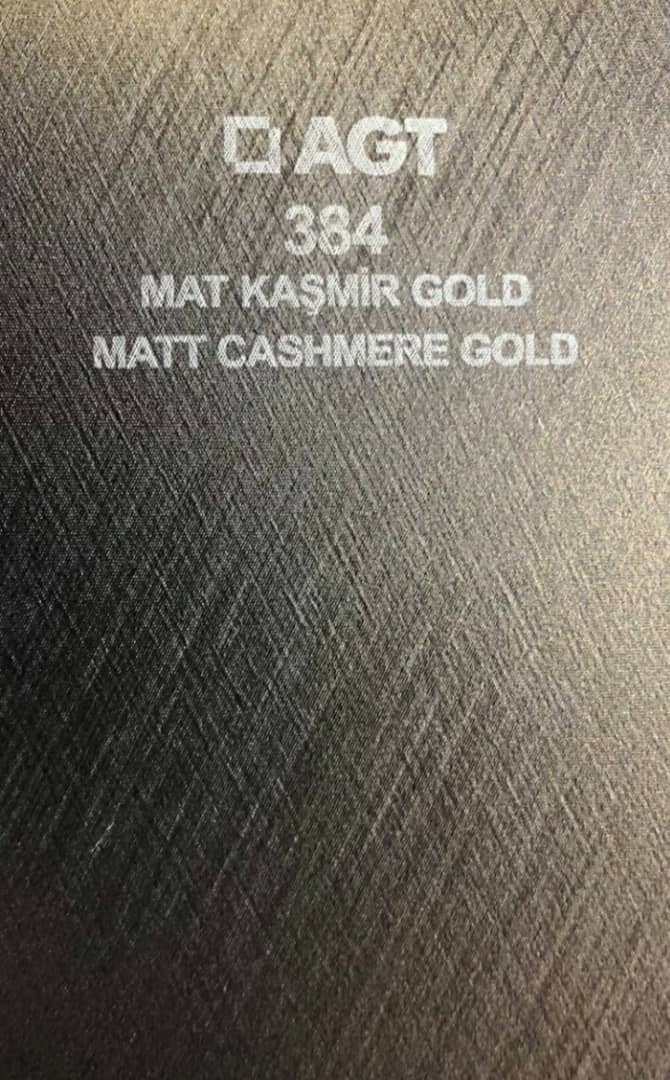 AGT
384
MAT KAŞMİR GOLD
MATT CASHMERE GOLD